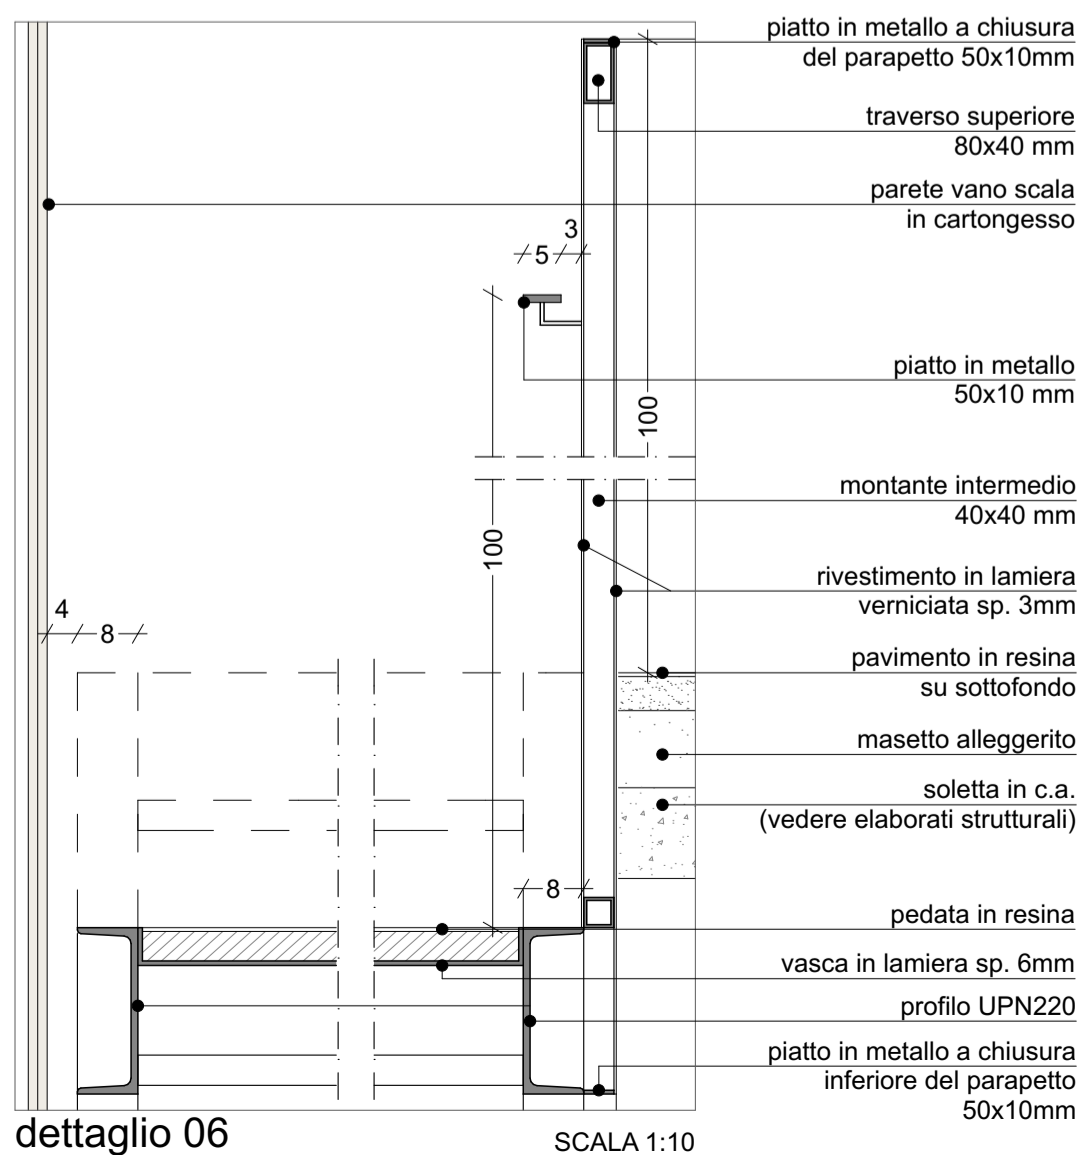 piatto in metallo a chiusura
del parapetto 50x10mm
traverso superiore
80x40 mm
parete vano scala
in cartongesso
3
5
piatto in metallo
50x10 mm
100
montante intermedio
40x40 mm
100
rivestimento in lamiera
verniciata sp. 3mm
4
8
pavimento in resina
su sottofondo
masetto alleggerito
soletta in c.a.
(vedere elaborati strutturali)
8
pedata in resina
vasca in lamiera sp. 6mm
profilo UPN220
piatto in metallo a chiusura
inferiore del parapetto
50x10mm
dettaglio 06
SCALA 1:10